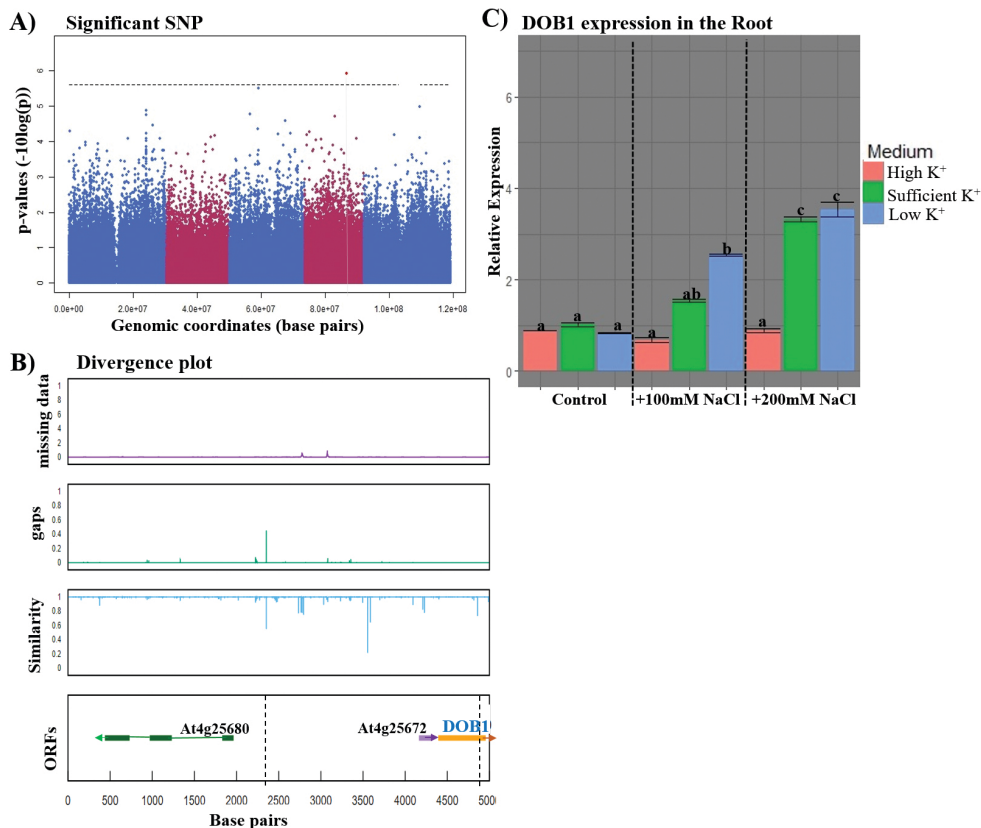 A) Significant SNP
p-values (-10log(p))
6
5
4
3
2
1
0
0.0e+00 2.0e+07 4.0e+07 6.0e+07 8.0e+07 1.0e+08 1.2e+08
Genomic coordinates (base pairs)
B) Divergence plot
missing data
1
8
6
4
2
0
gaps
1
0.8
0.6
0.4
0.2
0
Similarity
1
0.8
0.6
0.4
0.2
0
ORFs
At4g25680
At4g25672
DOB1
0 500 1000 1500 2000 2500 3000 3500 4000 4500 5000
Base pairs
C) DOB1 expression in the Root
Relative Expression
6
4
2
0
a a a a ab b a c c
Control +100mM NaCl +200mM NaCl
Medium
High K⁺
Sufficient K⁺
Low K⁺